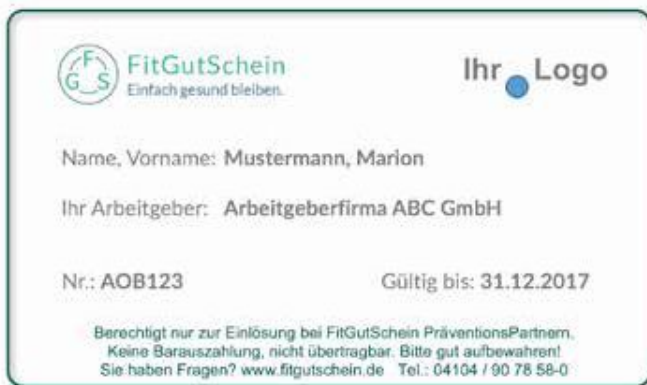 FGS
FitGutSchein
Einfach gesund bleiben.
Ihr Logo
Name, Vorname: Mustermann, Marion
Ihr Arbeitgeber: Arbeitgeberfirma ABC GmbH
Nr.: AOB123 Gültig bis: 31.12.2017
Berechtigt nur zur Einlösung bei FitGutSchein PräventionsPartnern.
Keine Barauszahlung, nicht übertragbar. Bitte gut aufbewahren!
Sie haben Fragen? www.fitgutschein.de Tel.: 04104 / 90 78 58-0